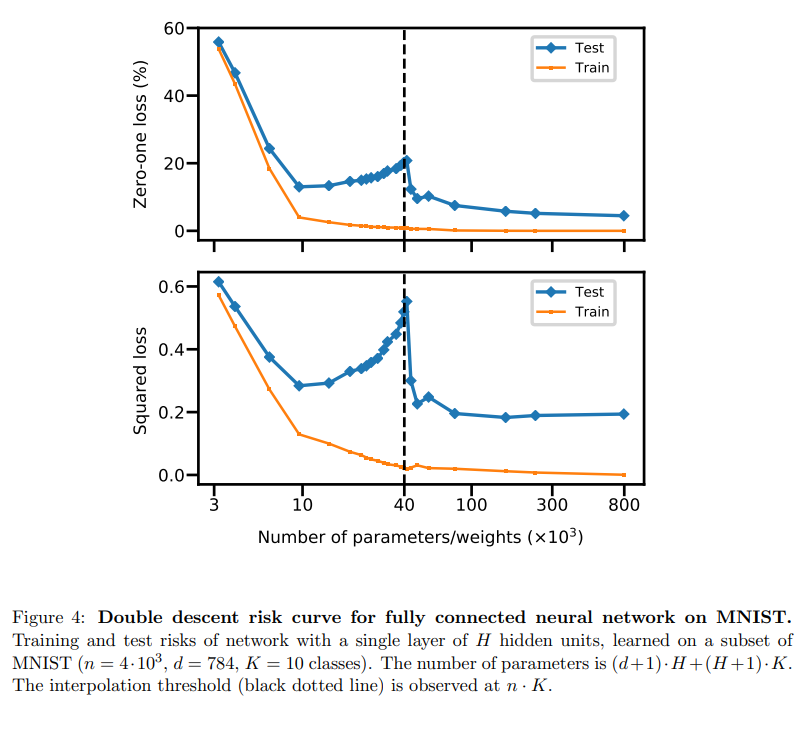 60
40
20
0
Zero-one loss (%)
Test
Train
0.6
0.4
0.2
0.0
Squared loss
Test
Train
3 10 40 100 300 800
Number of parameters/weights (×10³)
Figure 4: Double descent risk curve for fully connected neural network on MNIST.
Training and test risks of network with a single layer of H hidden units, learned on a subset of
MNIST (n = 4·10³, d = 784, K = 10 classes). The number of parameters is (d+1)·H+(H+1)·K.
The interpolation threshold (black dotted line) is observed at n · K.